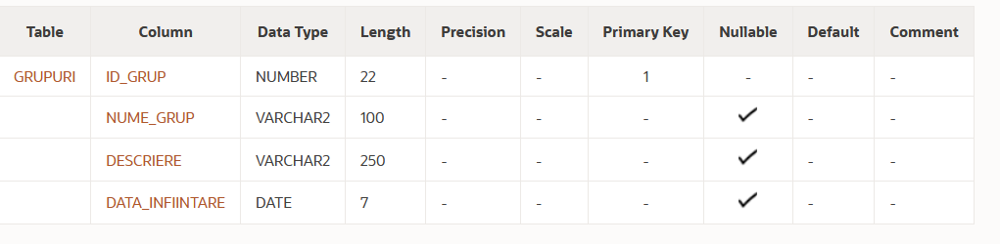 Table Column Data Type Length Precision Scale Primary Key Nullable Default Comment
GRUPURI ID_GRUP NUMBER 22 - - 1 - - -
NUME_GRUP VARCHAR2 100 - - - ✓ - -
DESCRIERE VARCHAR2 250 - - - ✓ - -
DATA_INFIINTARE DATE 7 - - - ✓ - -